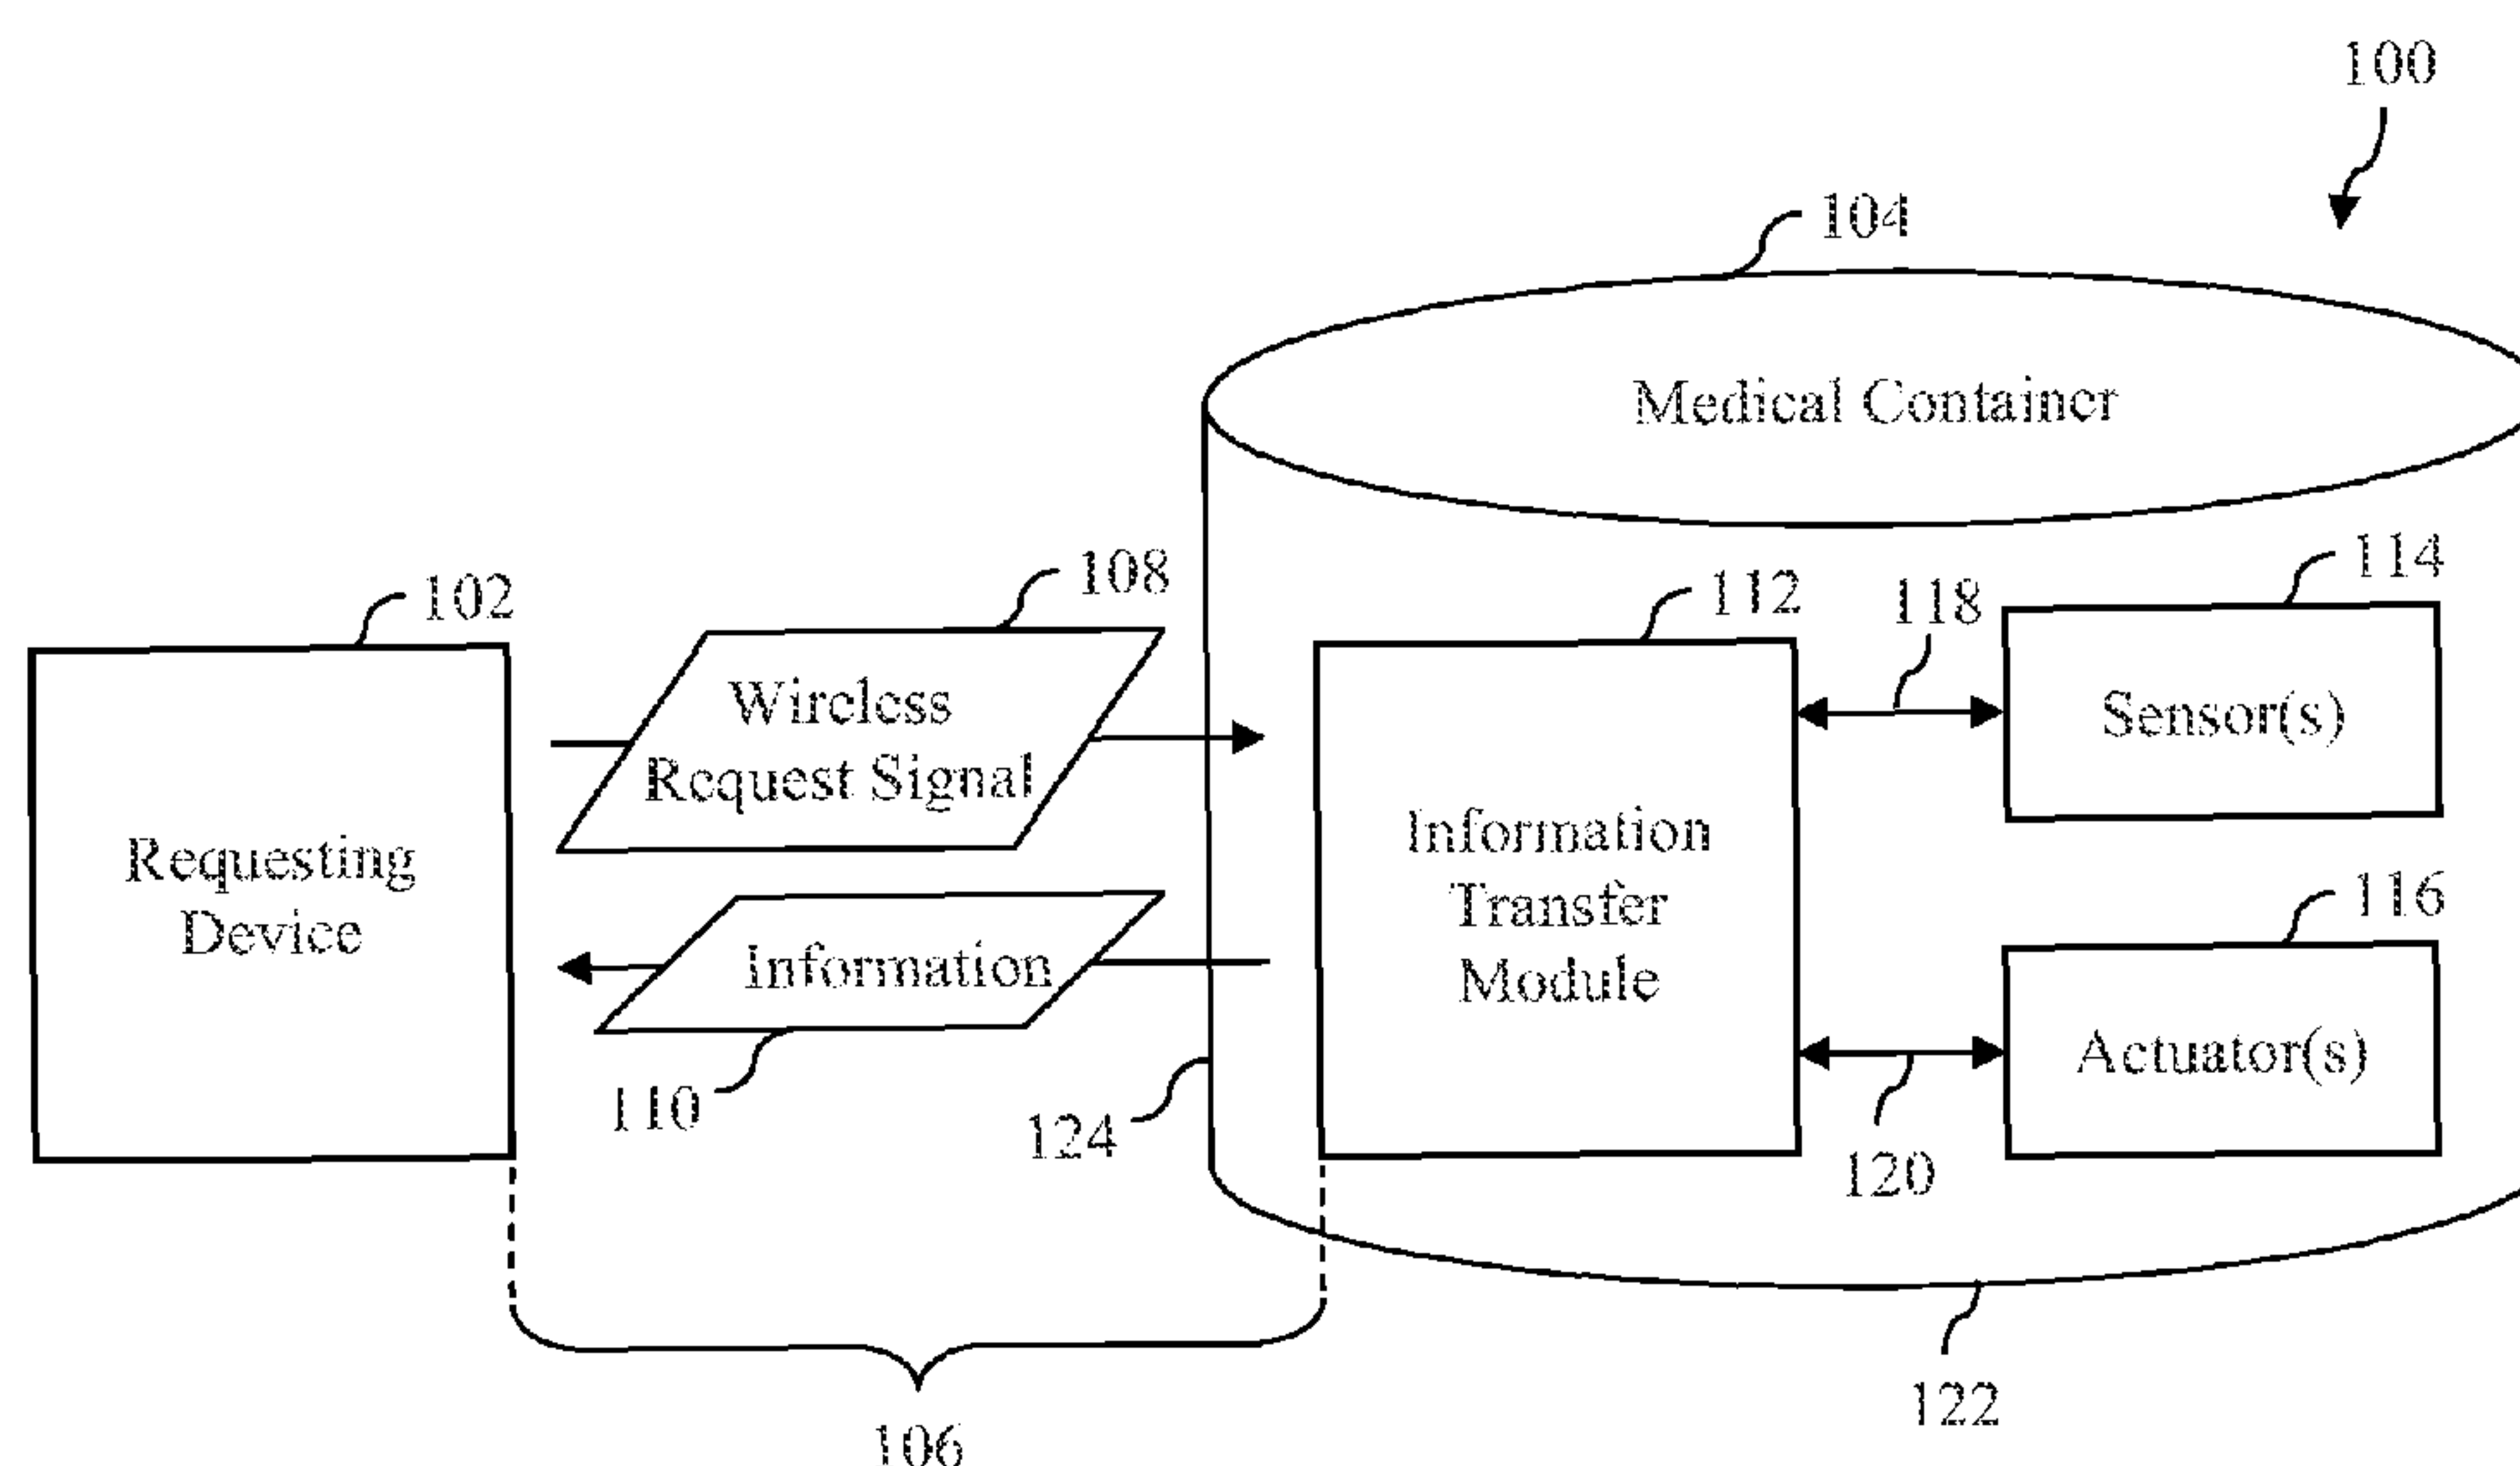 100
104
Medical Container
102
108
112
118
114
Wireless
Request Signal
Sensor(s)
Requesting
Device
Information
Transfer
Module
Information
116
Actuator(s)
110
124
120
122
106